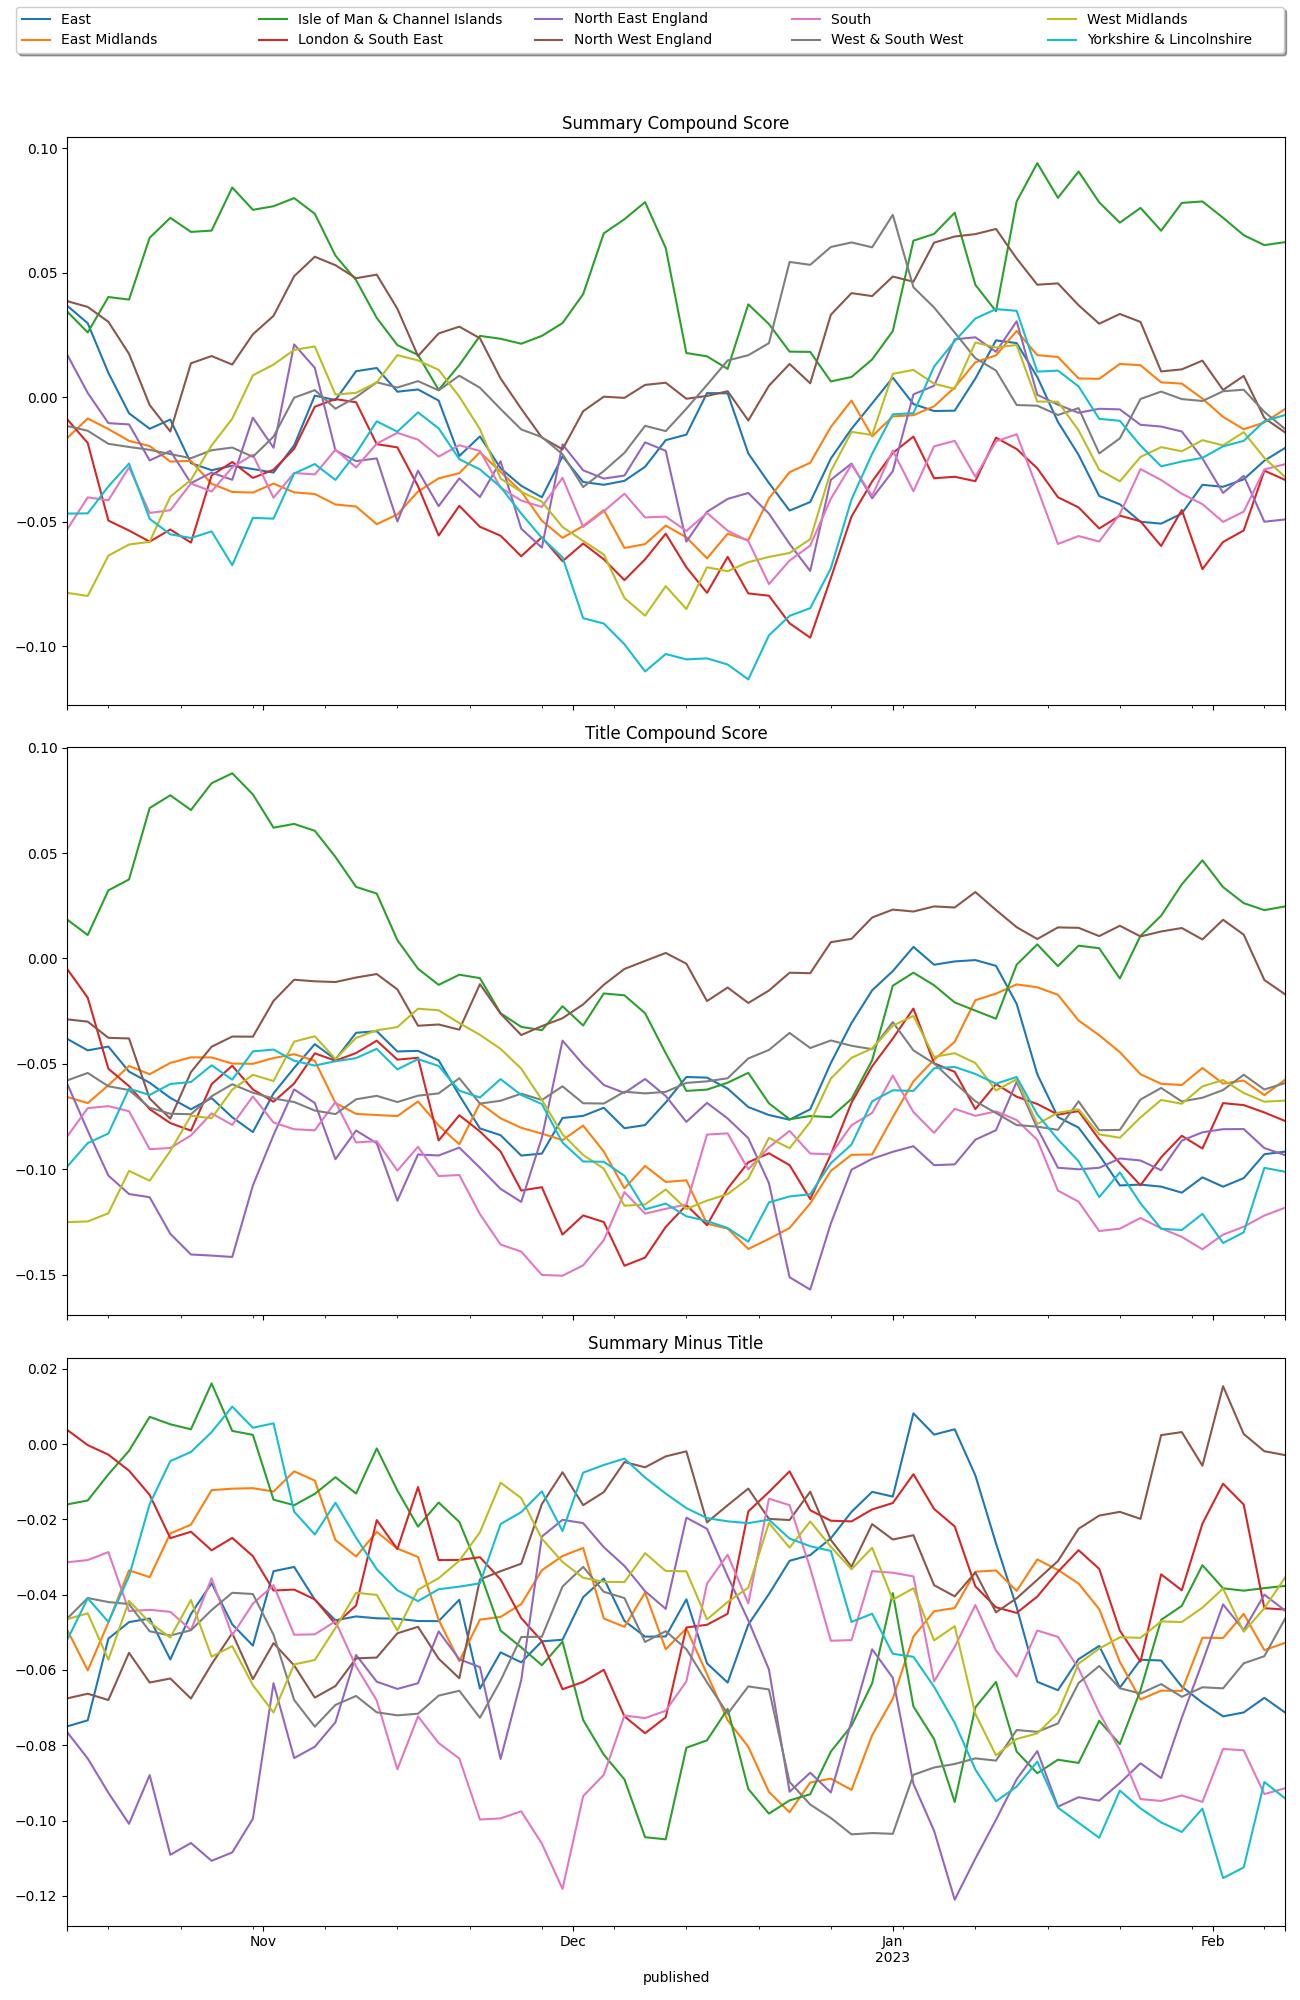 East
Isle of Man & Channel Islands
North East England
South
West Midlands
East Midlands
London & South East
North West England
West & South West
Yorkshire & Lincolnshire
Summary Compound Score
0.10
0.05
0.00
−0.05
−0.10
Title Compound Score
0.10
0.05
0.00
−0.05
−0.10
−0.15
Summary Minus Title
0.02
0.00
−0.02
−0.04
−0.06
−0.08
−0.10
−0.12
Nov
Dec
Jan
2023
Feb
published